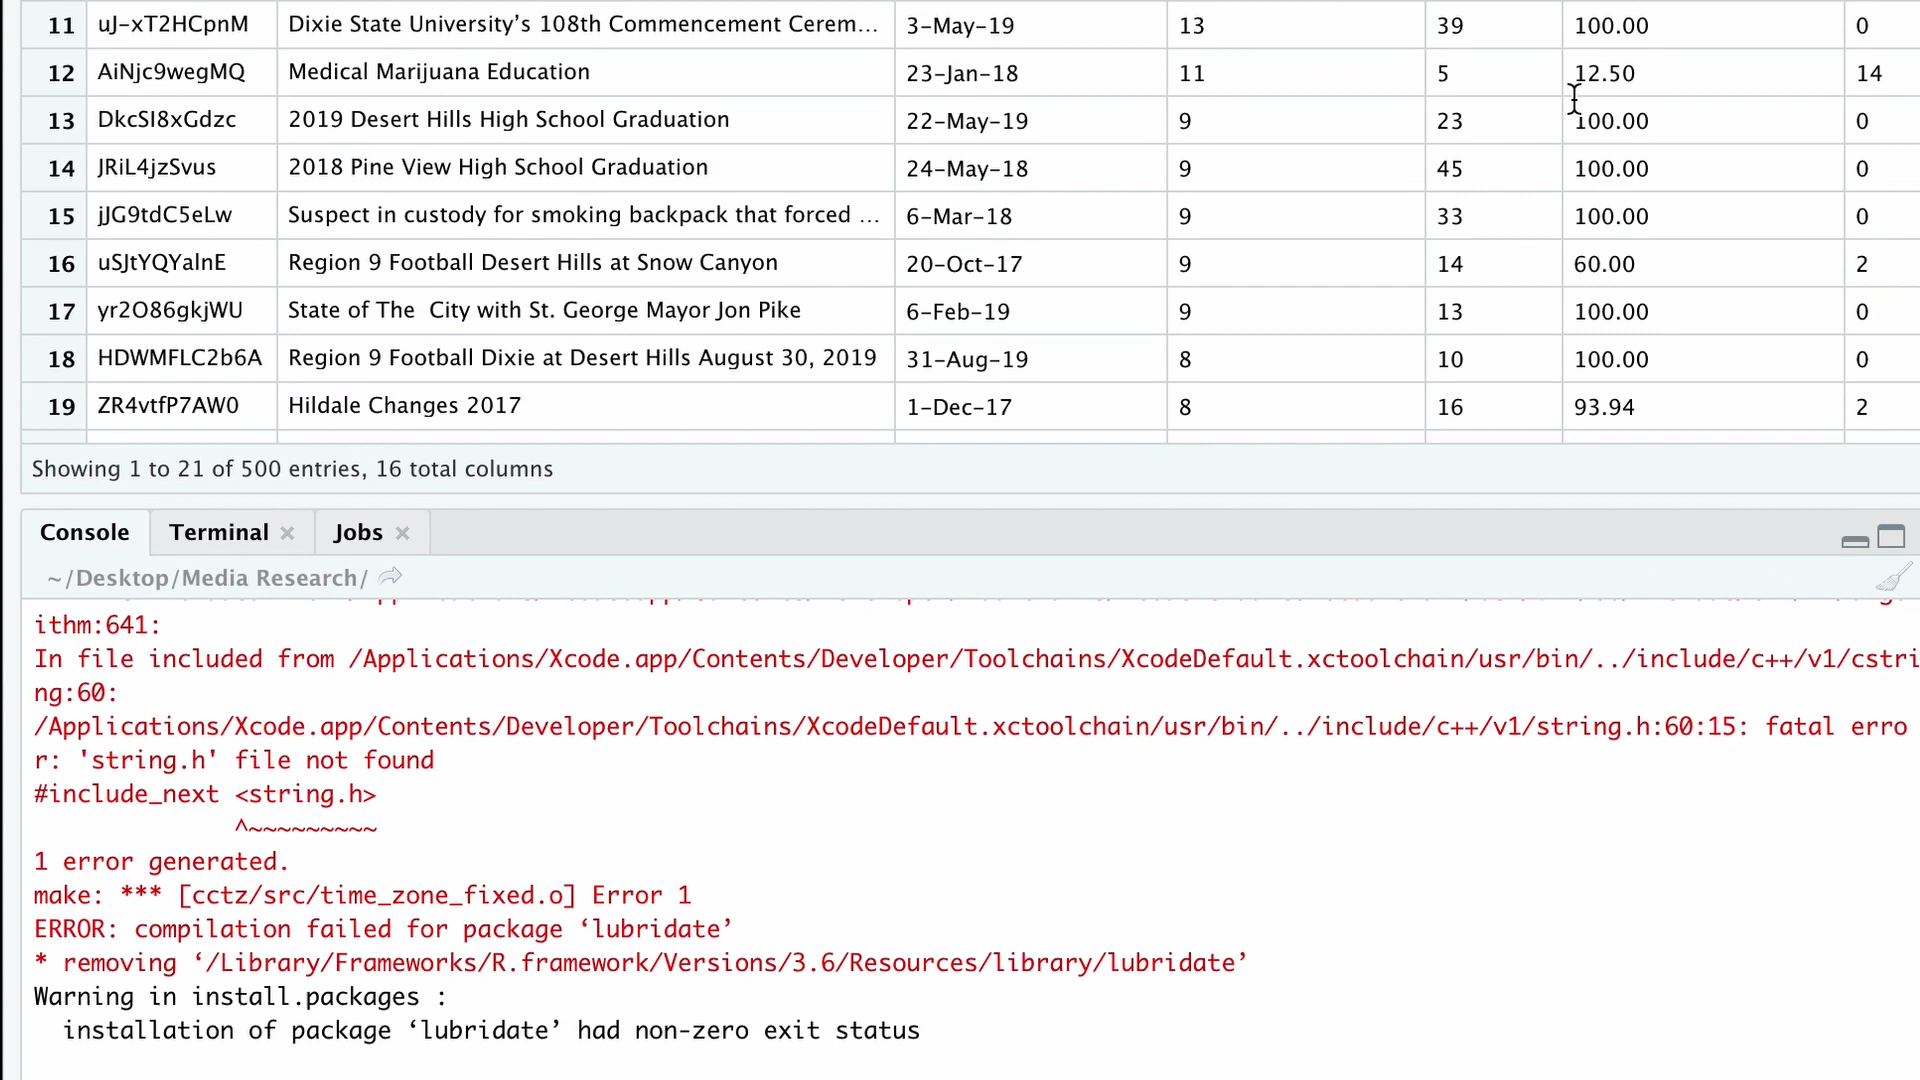 11 uJ-xT2HCpnM Dixie State University's 108th Commencement Cerem... 3-May-19 13 39 100.00 0
12 AiNjc9wegMQ Medical Marijuana Education 23-Jan-18 11 5 12.50 14
13 DkcSI8xGdzc 2019 Desert Hills High School Graduation 22-May-19 9 23 100.00 0
14 JRiL4jzSvus 2018 Pine View High School Graduation 24-May-18 9 45 100.00 0
15 jJG9tdC5eLw Suspect in custody for smoking backpack that forced ... 6-Mar-18 9 33 100.00 0
16 uSJtYQYalnE Region 9 Football Desert Hills at Snow Canyon 20-Oct-17 9 14 60.00 2
17 yr2O86gkjWU State of The  City with St. George Mayor Jon Pike 6-Feb-19 9 13 100.00 0
18 HDWMFLC2b6A Region 9 Football Dixie at Desert Hills August 30, 2019 31-Aug-19 8 10 100.00 0
19 ZR4vtfP7AW0 Hildale Changes 2017 1-Dec-17 8 16 93.94 2
Showing 1 to 21 of 500 entries, 16 total columns
Console Terminal Jobs
~/Desktop/Media Research/
ithm:641:
In file included from /Applications/Xcode.app/Contents/Developer/Toolchains/XcodeDefault.xctoolchain/usr/bin/../include/c++/v1/cstri
ng:60:
/Applications/Xcode.app/Contents/Developer/Toolchains/XcodeDefault.xctoolchain/usr/bin/../include/c++/v1/string.h:60:15: fatal erro
r: 'string.h' file not found
#include_next <string.h>
^~~~~~~~~~
1 error generated.
make: *** [cctz/src/time_zone_fixed.o] Error 1
ERROR: compilation failed for package ‘lubridate’
* removing ‘/Library/Frameworks/R.framework/Versions/3.6/Resources/library/lubridate’
Warning in install.packages :
installation of package ‘lubridate’ had non-zero exit status